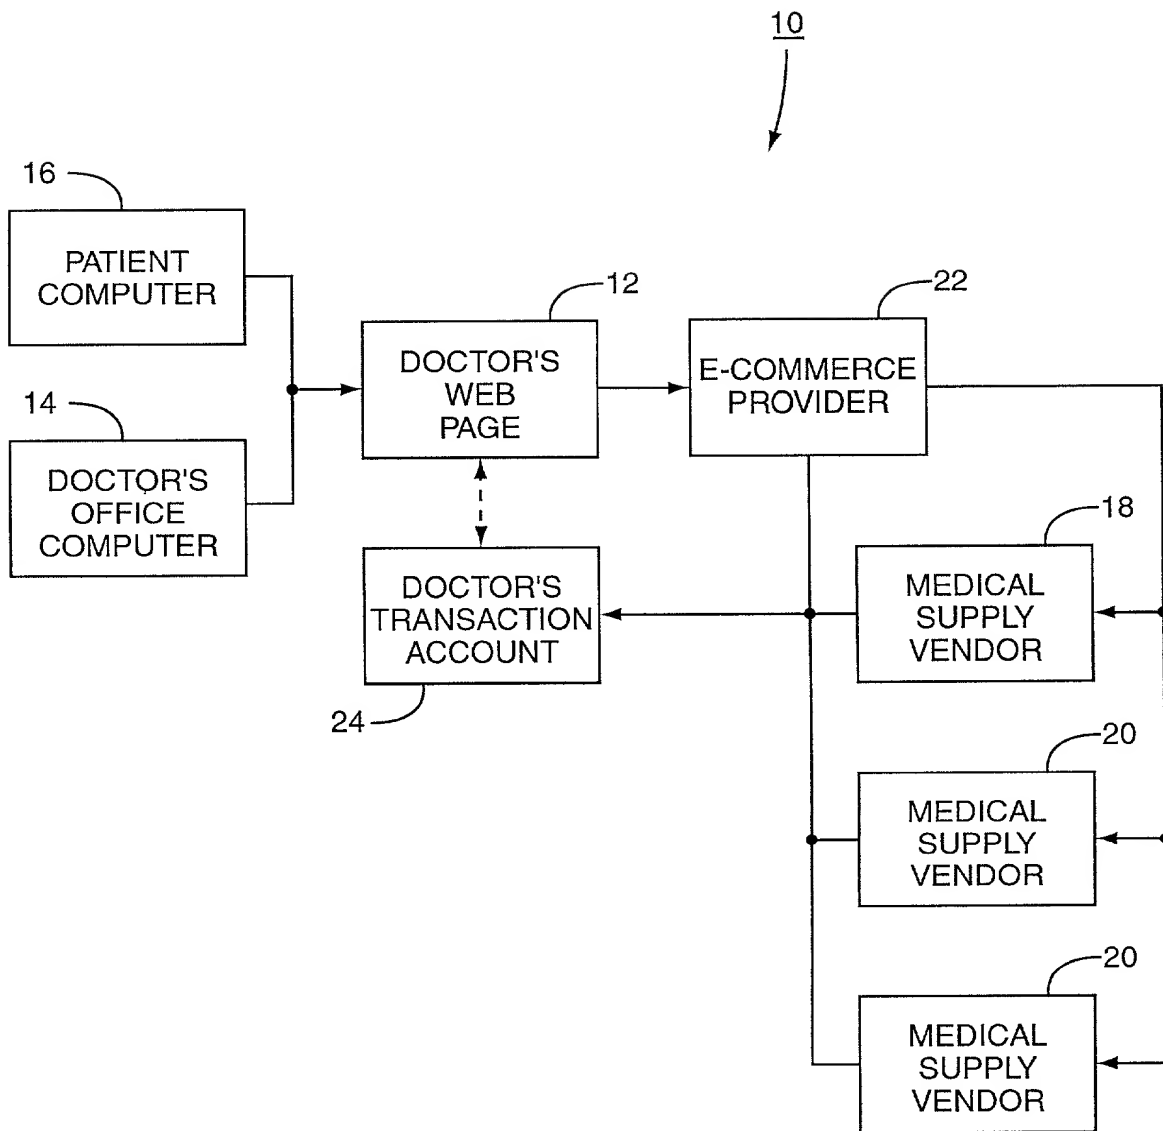 10
16
PATIENT
COMPUTER
14
DOCTOR'S
OFFICE
COMPUTER
12
DOCTOR'S
WEB
PAGE
22
E-COMMERCE
PROVIDER
DOCTOR'S
TRANSACTION
ACCOUNT
24
18
MEDICAL
SUPPLY
VENDOR
20
MEDICAL
SUPPLY
VENDOR
20
MEDICAL
SUPPLY
VENDOR